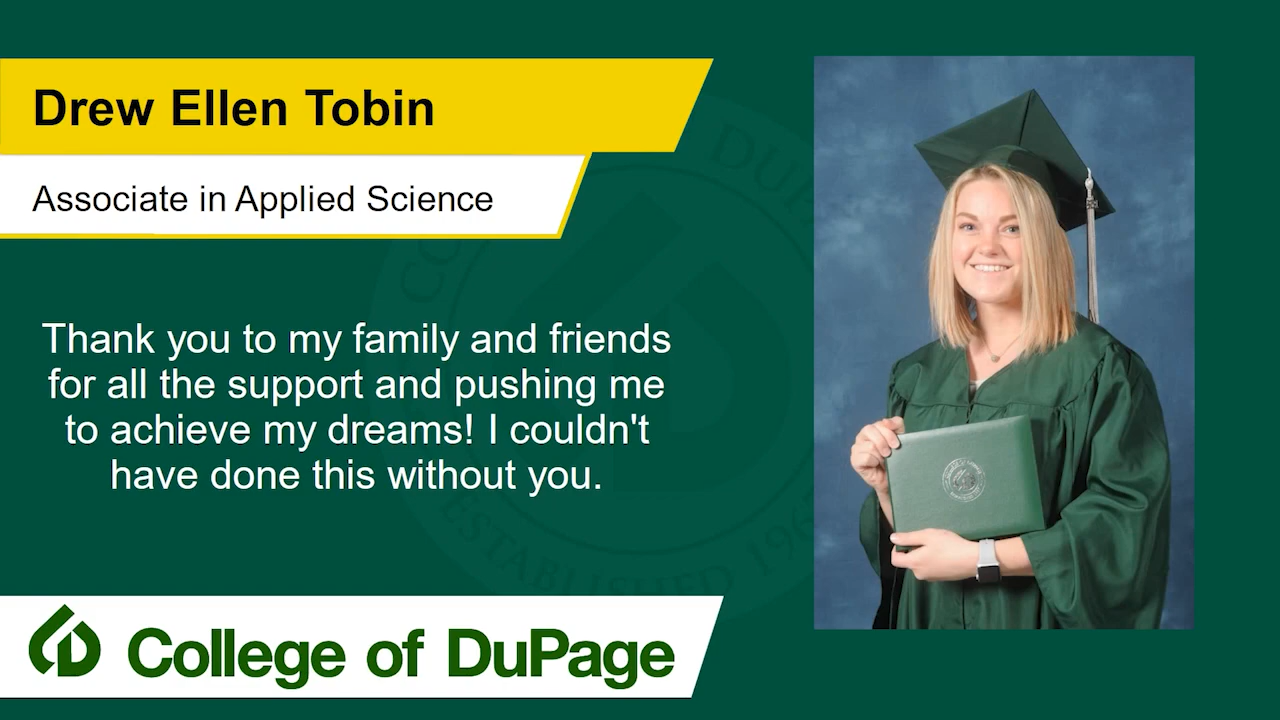 Drew Ellen Tobin
Associate in Applied Science
Thank you to my family and friends
for all the support and pushing me
to achieve my dreams! I couldn't
have done this without you.
College of DuPage